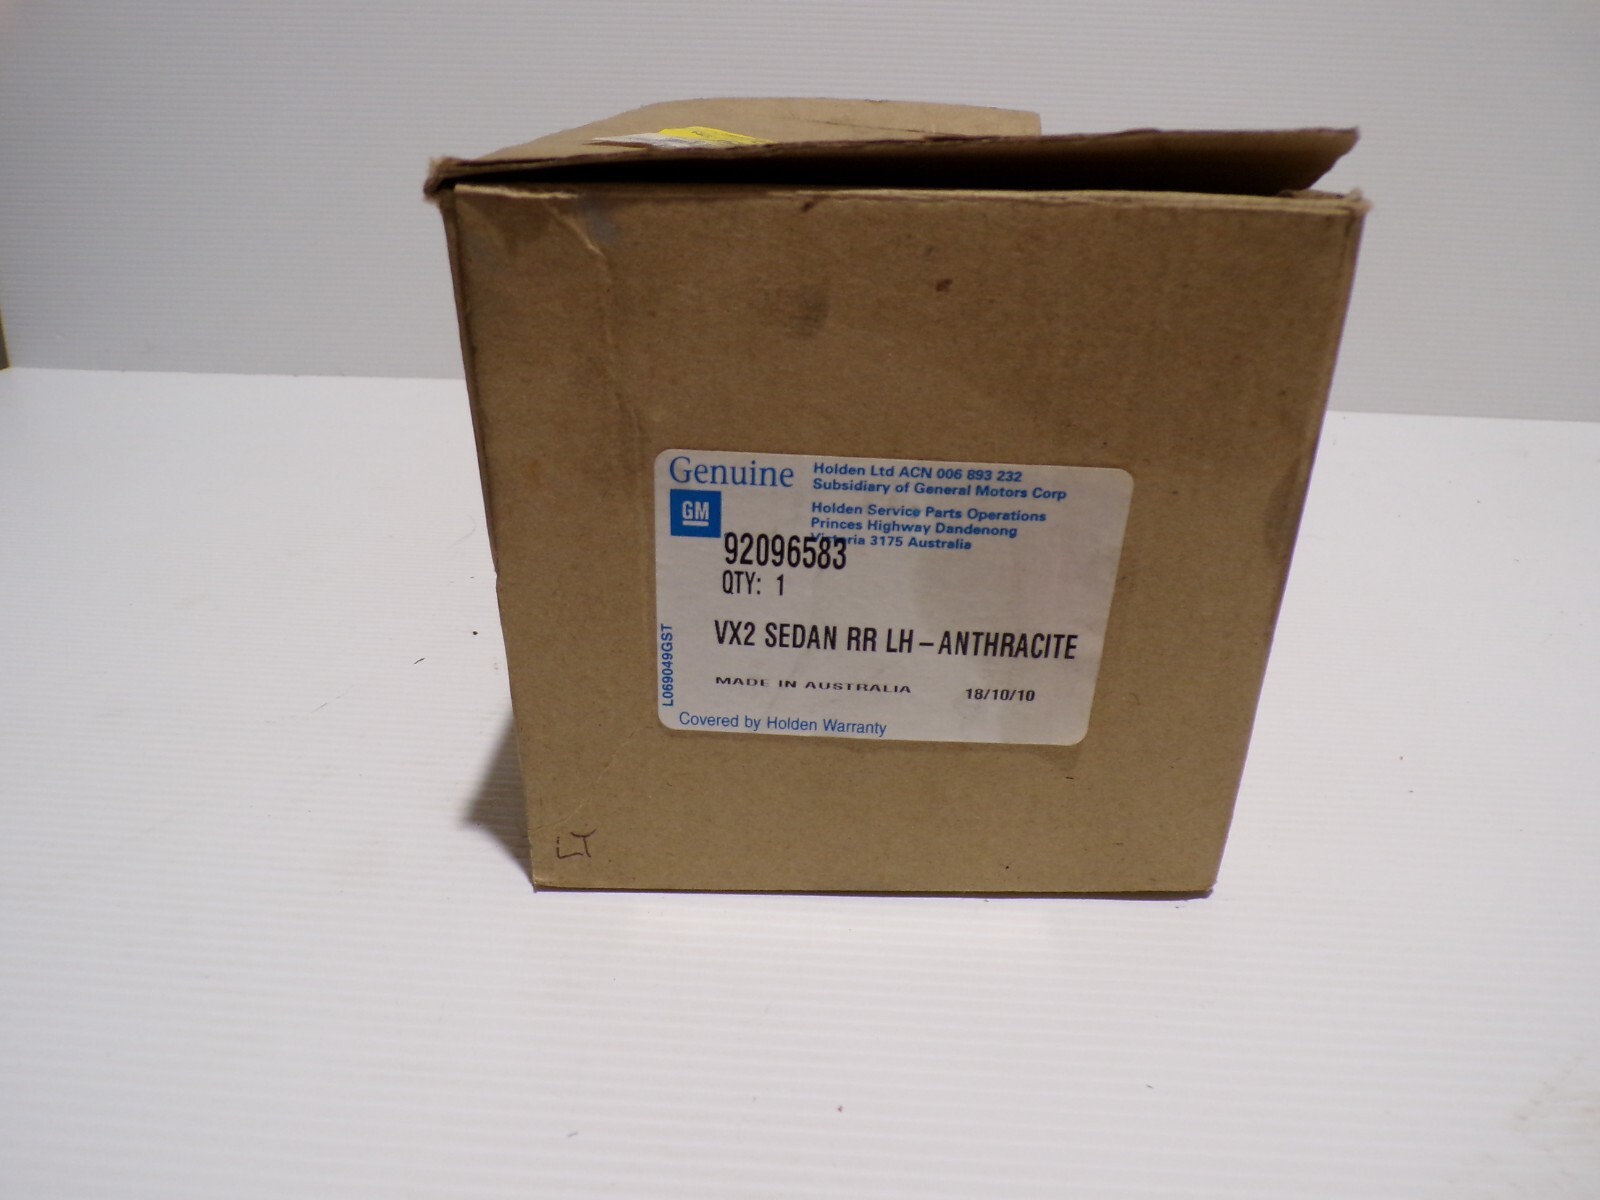 Genuine
GM
Holden Ltd ACN 006 893 232
Subsidiary of General Motors Corp
Holden Service Parts Operations
Princes Highway Dandenong
Victoria 3175 Australia
92096583
QTY: 1
VX2 SEDAN RR LH-ANTHRACITE
MADE IN AUSTRALIA 18/10/10
L069049GST
Covered by Holden Warranty
LT